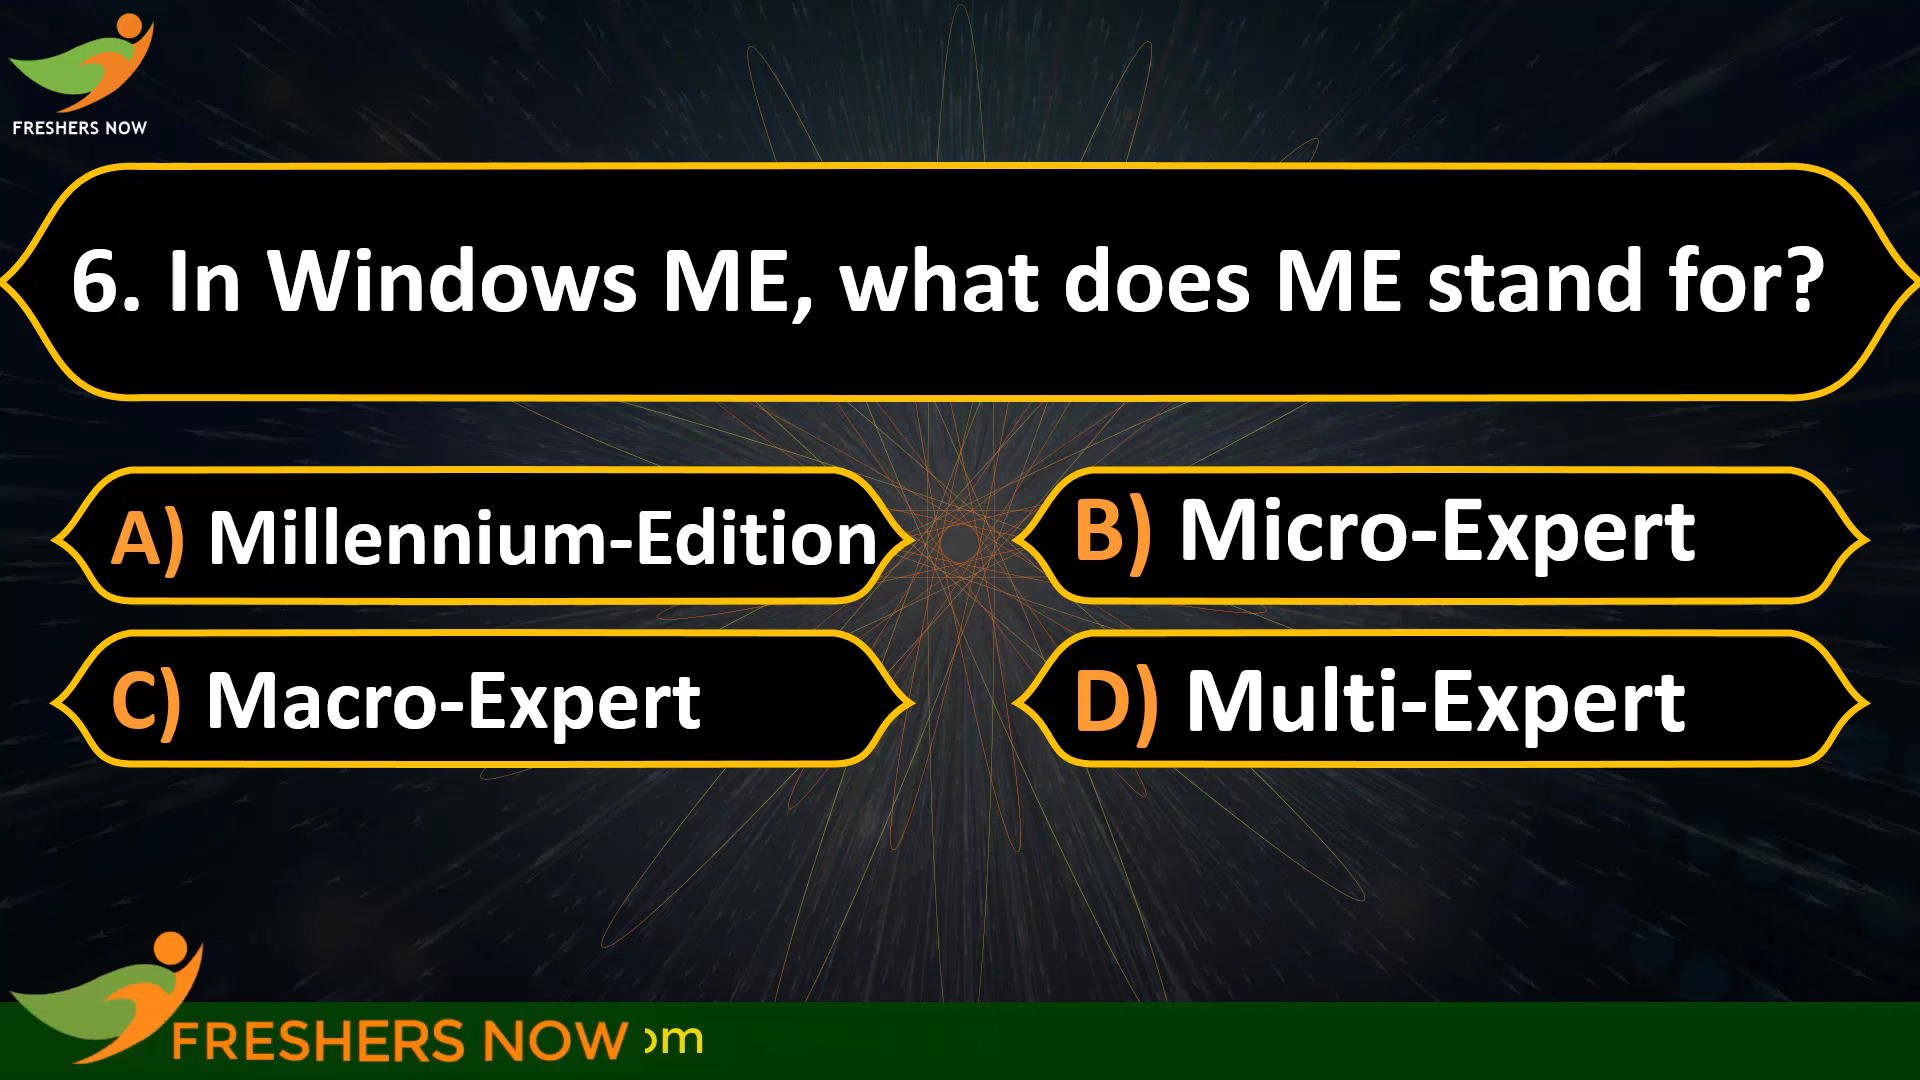 FRESHERS NOW
6. In Windows ME, what does ME stand for?
A) Millennium-Edition
B) Micro-Expert
C) Macro-Expert
D) Multi-Expert
FRESHERS NOW om